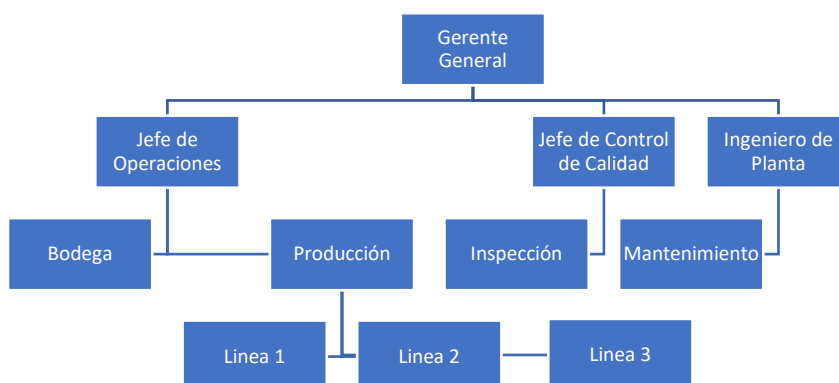 Gerente
General
Jefe de
Operaciones
Jefe de Control
de Calidad
Ingeniero de
Planta
Bodega
Producción
Inspección
Mantenimiento
Linea 1
Linea 2
Linea 3